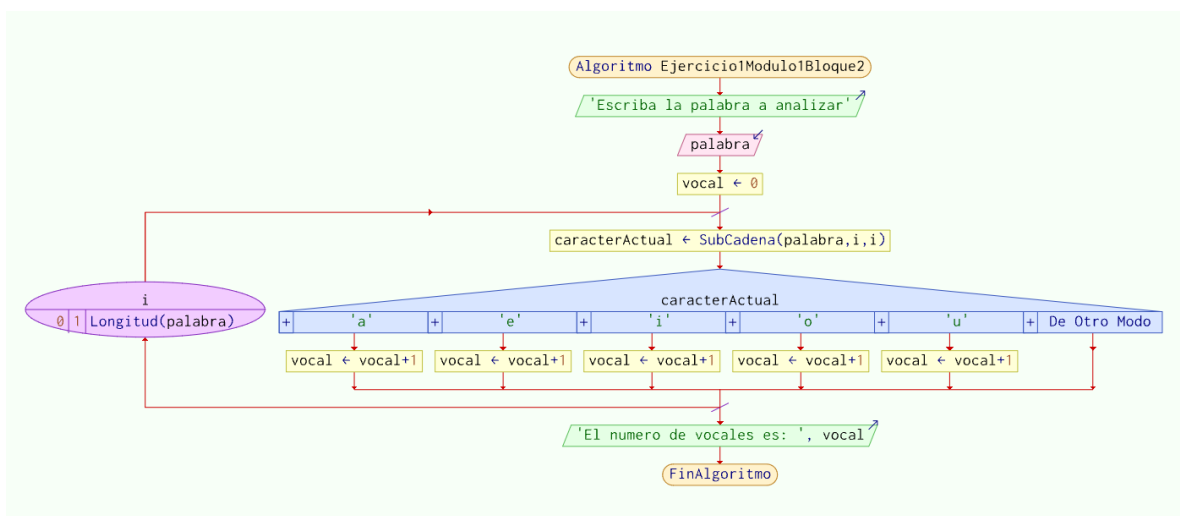 Algoritmo Ejercicio1Modulo1Bloque2
'Escriba la palabra a analizar'
palabra
vocal ← 0
caracterActual ← SubCadena(palabra,i,i)
i
0 1 Longitud(palabra)
caracterActual
+ 'a' + 'e' + 'i' + 'o' + 'u' + De Otro Modo
vocal ← vocal+1 vocal ← vocal+1 vocal ← vocal+1 vocal ← vocal+1 vocal ← vocal+1
'El numero de vocales es: ', vocal
FinAlgoritmo